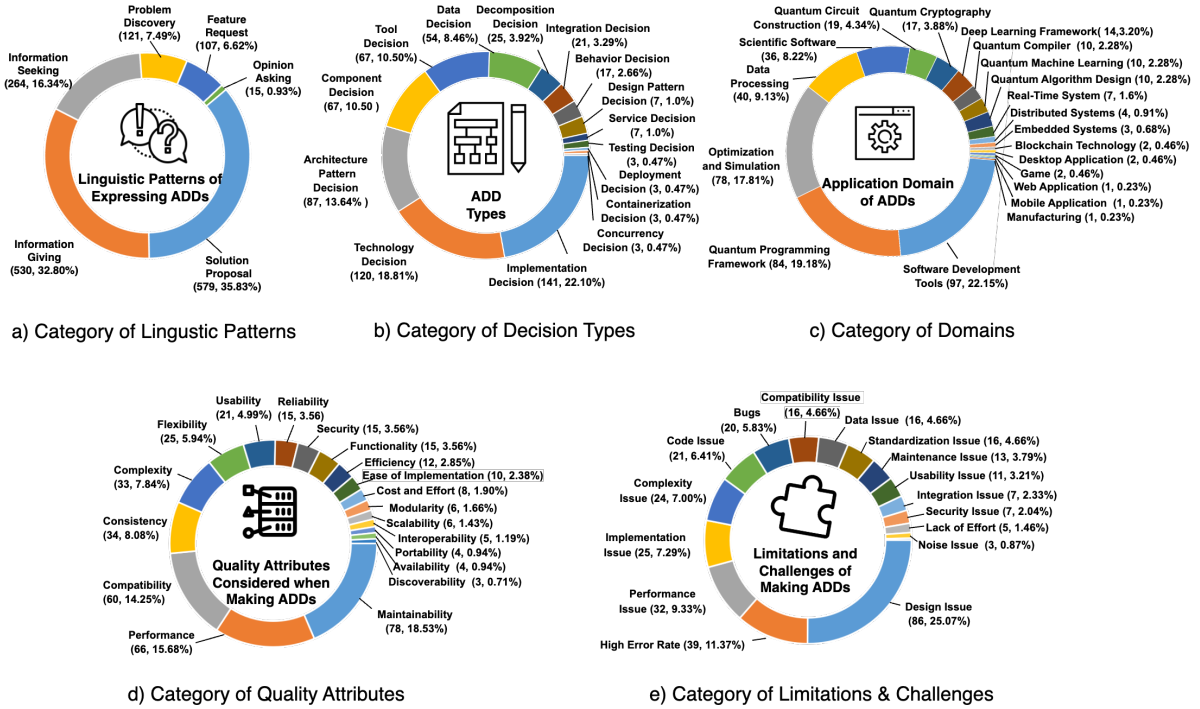 Problem
Discovery
(121, 7.49%)
Feature
Request
(107, 6.62%)
Information
Seeking
(264, 16.34%)
Opinion
Asking
(15, 0.93%)
Linguistic Patterns of
Expressing ADDs
Information
Giving
(530, 32.80%)
Solution
Proposal
(579, 35.83%)
a) Category of Lingustic Patterns
Data
Decision
(54, 8.46%)
Decomposition
Decision
(25, 3.92%)
Tool
Decision
(67, 10.50%)
Integration Decision
(21, 3.29%)
Behavior Decision
(17, 2.66%)
Component
Decision
(67, 10.50 )
Design Pattern
Decision (7, 1.0%)
Service Decision
(7, 1.0%)
Testing Decision
(3, 0.47%)
Deployment
Decision (3, 0.47%)
Containerization
Decision (3, 0.47%)
Concurrency
Decision (3, 0.47%)
Architecture
Pattern
Decision
(87, 13.64% )
ADD
Types
Technology
Decision
(120, 18.81%)
Implementation
Decision (141, 22.10%)
b) Category of Decision Types
Quantum Circuit
Construction (19, 4.34%)
Quantum Cryptography
(17, 3.88%)
Scientific Software
(36, 8.22%)
Deep Learning Framework( 14,3.20%)
Quantum Compiler (10, 2.28%)
Data
Processing
(40, 9.13%)
Quantum Machine Learning (10, 2.28%)
Quantum Algorithm Design (10, 2.28%)
Real-Time System (7, 1.6%)
Distributed Systems (4, 0.91%)
Embedded Systems (3, 0.68%)
Blockchain Technology (2, 0.46%)
Desktop Application (2, 0.46%)
Game (2, 0.46%)
Web Application (1, 0.23%)
Mobile Application (1, 0.23%)
Manufacturing (1, 0.23%)
Optimization
and Simulation
(78, 17.81%)
Application Domain
of ADDs
Quantum Programming
Framework (84, 19.18%)
Software Development
Tools (97, 22.15%)
c) Category of Domains
Usability
(21, 4.99%)
Reliability
(15, 3.56)
Flexibility
(25, 5.94%)
Security (15, 3.56%)
Functionality (15, 3.56%)
Efficiency (12, 2.85%)
Ease of Implementation (10, 2.38%)
Cost and Effort (8, 1.90%)
Modularity (6, 1.66%)
Scalability (6, 1.43%)
Interoperability (5, 1.19%)
Portability (4, 0.94%)
Availability (4, 0.94%)
Discoverability (3, 0.71%)
Complexity
(33, 7.84%)
Consistency
(34, 8.08%)
Compatibility
(60, 14.25%)
Quality Attributes
Considered when
Making ADDs
Performance
(66, 15.68%)
Maintainability
(78, 18.53%)
d) Category of Quality Attributes
Compatibility Issue
(16, 4.66%)
Bugs
(20, 5.83%)
Data Issue (16, 4.66%)
Code Issue
(21, 6.41%)
Standardization Issue (16, 4.66%)
Maintenance Issue (13, 3.79%)
Usability Issue (11, 3.21%)
Integration Issue (7, 2.33%)
Security Issue (7, 2.04%)
Lack of Effort (5, 1.46%)
Noise Issue (3, 0.87%)
Complexity
Issue (24, 7.00%)
Implementation
Issue (25, 7.29%)
Performance
Issue (32, 9.33%)
Limitations and
Challenges of
Making ADDs
High Error Rate (39, 11.37%)
Design Issue
(86, 25.07%)
e) Category of Limitations & Challenges